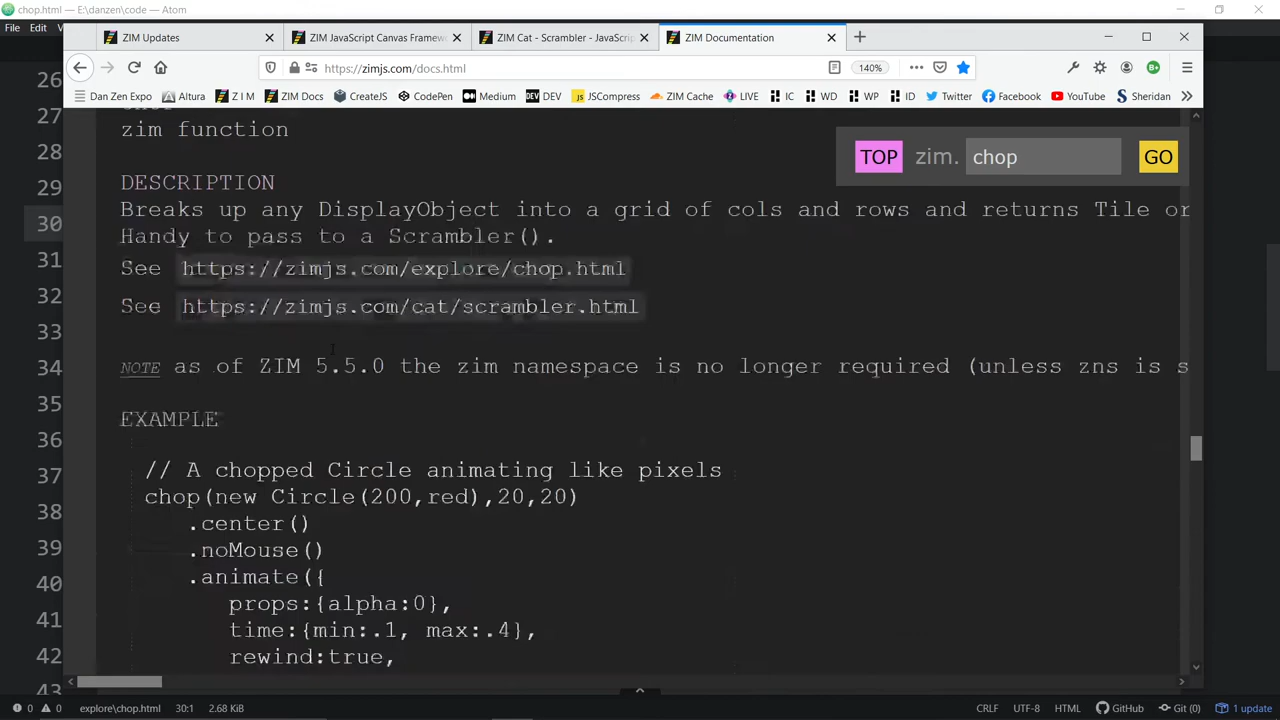 chop.html — E:\danzen\code — Atom
File Edit
ZIM Updates
ZIM JavaScript Canvas Framew
ZIM Cat - Scrambler - JavaScri
ZIM Documentation
https://zimjs.com/docs.html
140%
Dan Zen Expo
Altura
Z I M
ZIM Docs
CreateJS
CodePen
Medium
DEV
JSCompress
ZIM Cache
LIVE
IC
WD
WP
ID
Twitter
Facebook
YouTube
Sheridan
zim function
TOP zim. chop GO
DESCRIPTION
Breaks up any DisplayObject into a grid of cols and rows and returns Tile or
Handy to pass to a Scrambler().
See https://zimjs.com/explore/chop.html
See https://zimjs.com/cat/scrambler.html
NOTE as of ZIM 5.5.0 the zim namespace is no longer required (unless zns is s
EXAMPLE
// A chopped Circle animating like pixels
chop(new Circle(200,red),20,20)
.center()
.noMouse()
.animate({
props:{alpha:0},
time:{min:.1, max:.4},
rewind:true,
26
27
28
29
30
31
32
33
34
35
36
37
38
39
40
41
42
43
0 0 explore\chop.html 30:1 2.68 KiB CRLF UTF-8 HTML GitHub Git (0) 1 update